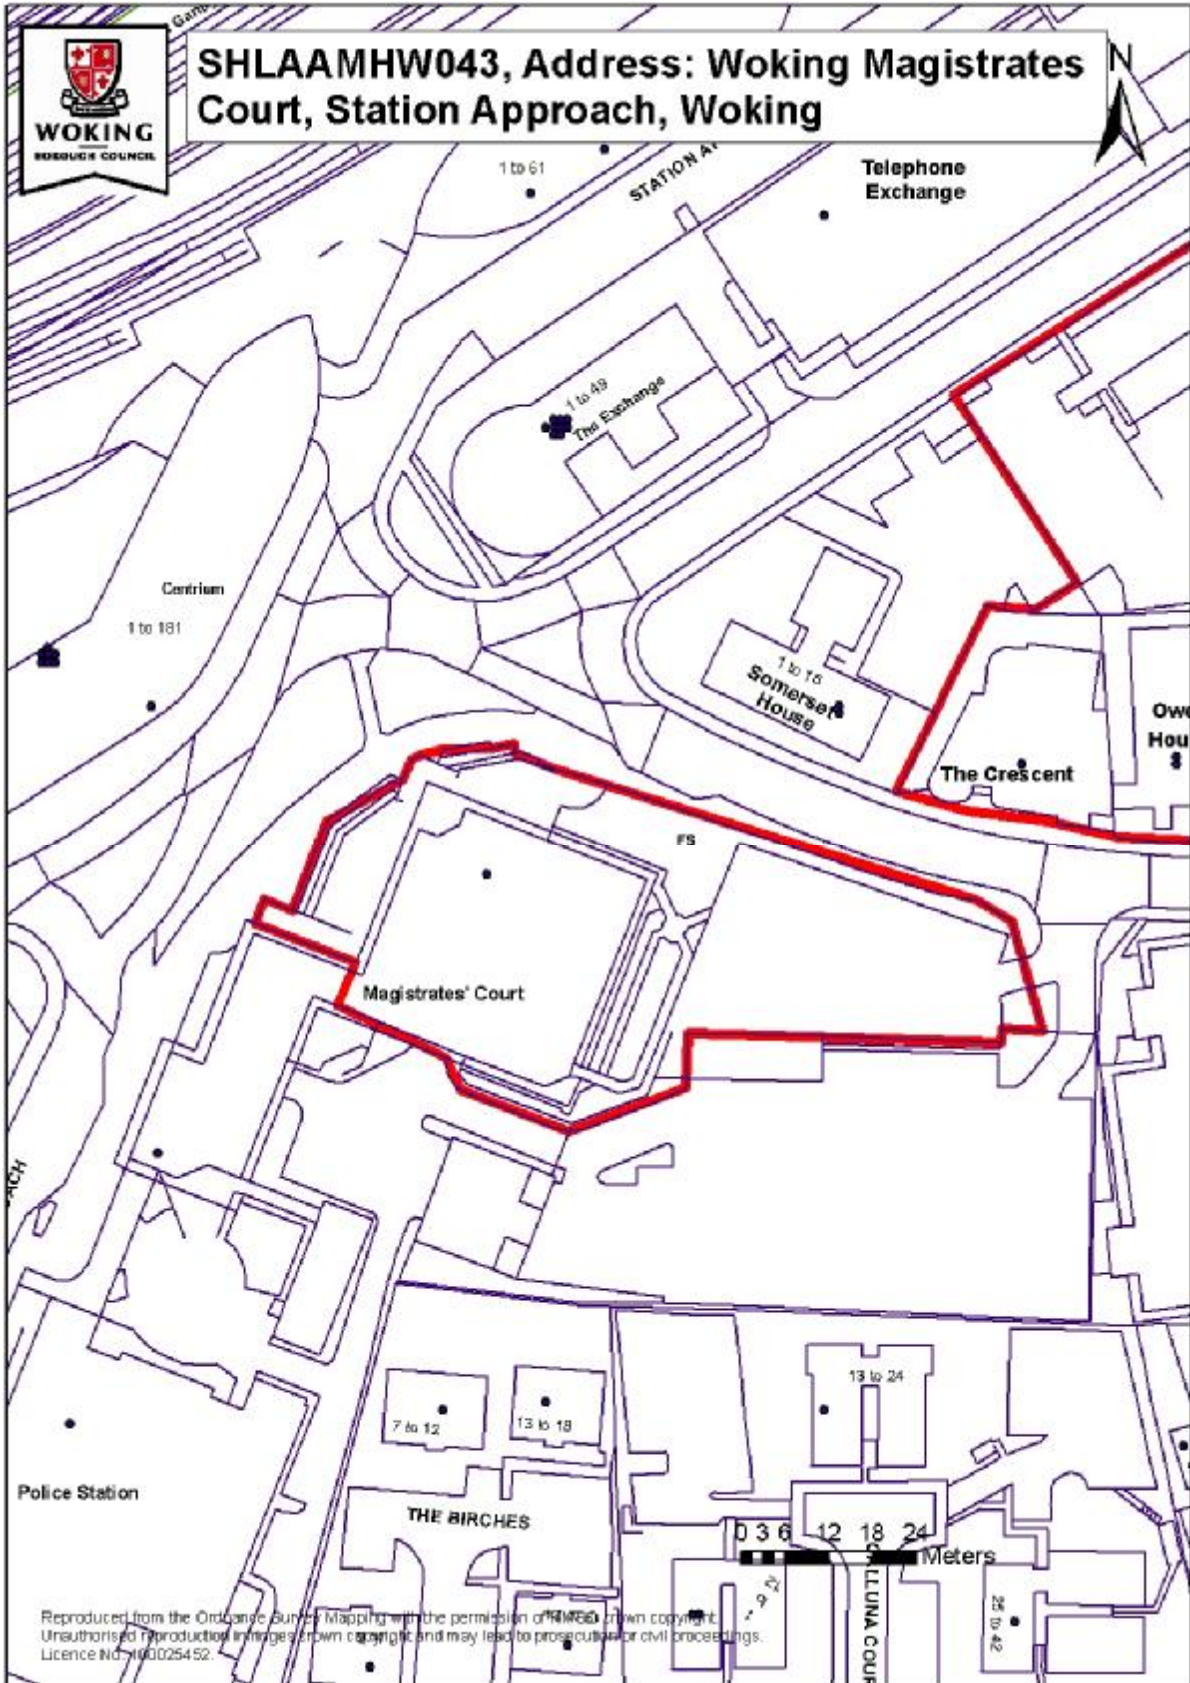 WOKING
BOROUGH COUNCIL
SHLAAMHW043, Address: Woking Magistrates
Court, Station Approach, Woking
N
1 to 61
STATION
Telephone
Exchange
1 to 49
The Exchange
Centrium
1 to 181
1 to 16
Somerset
House
The Crescent
FS
Magistrates' Court
7 to 12
13 to 18
13 to 24
Police Station
THE BIRCHES
0 3 6 12 18 24
Meters
25 to 42
Reproduced from the Ordnance Survey Mapping with the permission of HMSO crown copyright.
Unauthorised reproduction infringes crown copyright and may lead to prosecution or civil proceedings.
Licence No: 100025452.